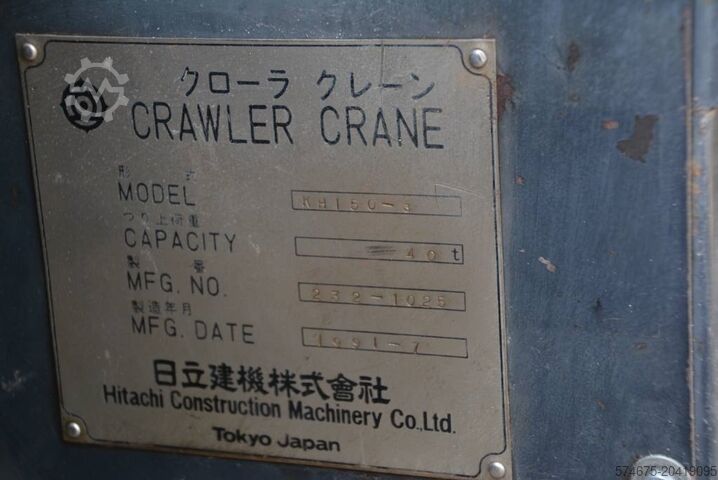 クローラ クレーン
CRAWLER CRANE
形 式
MODEL KH150-3
つり上荷重
CAPACITY 40 t
製 番
MFG. NO. 232-1025
製造年月
MFG. DATE 1991-7
日立建機株式會社
Hitachi Construction Machinery Co.,Ltd.
Tokyo Japan
574675-20419095